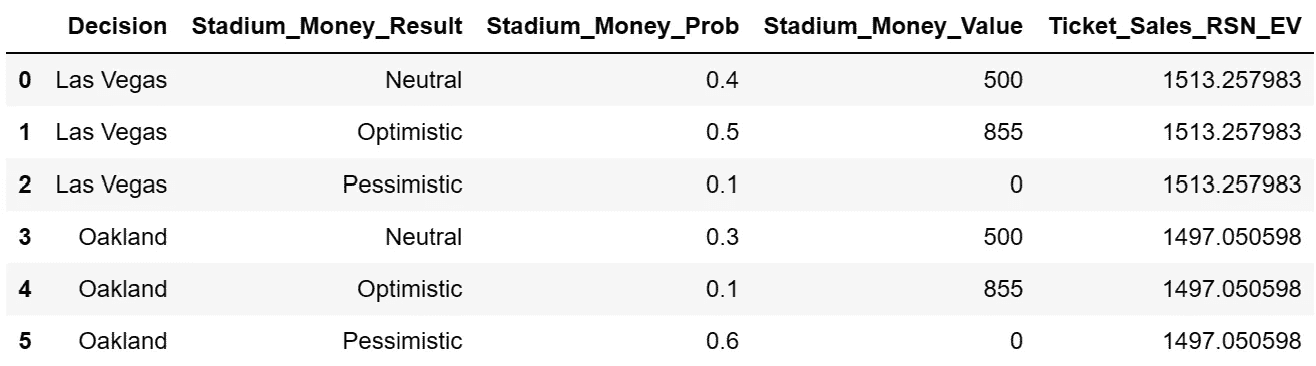 Decision Stadium_Money_Result Stadium_Money_Prob Stadium_Money_Value Ticket_Sales_RSN_EV
0 Las Vegas Neutral 0.4 500 1513.257983
1 Las Vegas Optimistic 0.5 855 1513.257983
2 Las Vegas Pessimistic 0.1 0 1513.257983
3 Oakland Neutral 0.3 500 1497.050598
4 Oakland Optimistic 0.1 855 1497.050598
5 Oakland Pessimistic 0.6 0 1497.050598